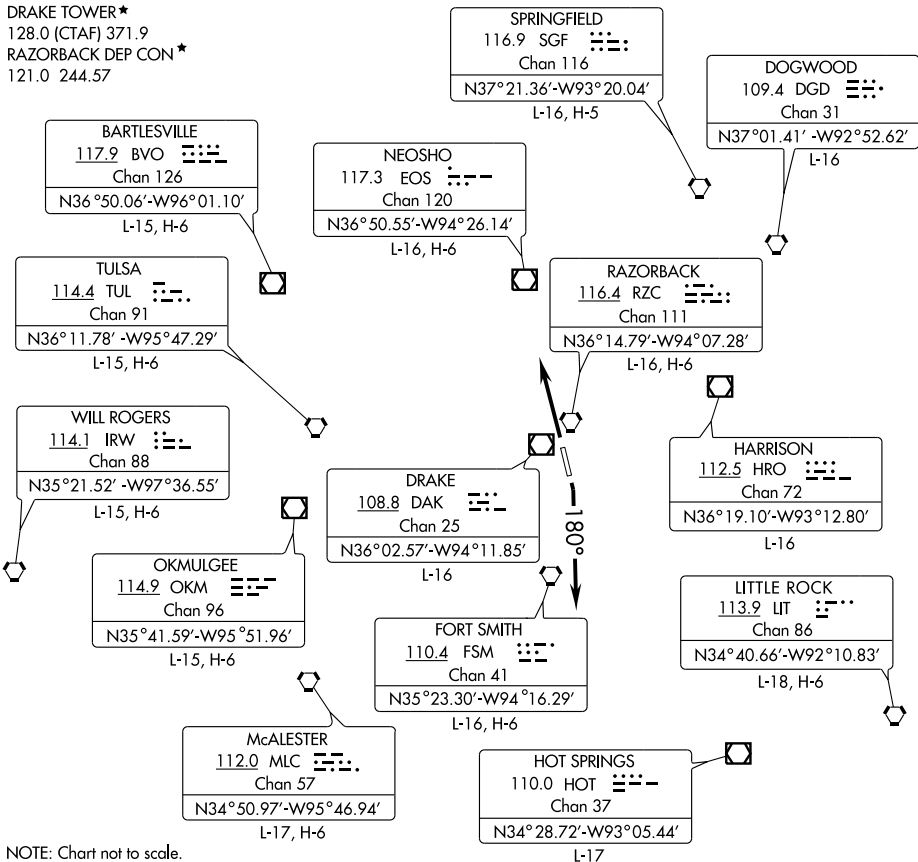 DRAKE TOWER★
128.0 (CTAF) 371.9
RAZORBACK DEP CON★
121.0 244.57
SPRINGFIELD
116.9 SGF
Chan 116
N37°21.36′-W93°20.04′
L-16, H-5
DOGWOOD
109.4 DGD
Chan 31
N37°01.41′ -W92°52.62′
L-16
BARTLESVILLE
117.9 BVO
Chan 126
N36°50.06′-W96°01.10′
L-15, H-6
NEOSHO
117.3 EOS
Chan 120
N36°50.55′-W94°26.14′
L-16, H-6
TULSA
114.4 TUL
Chan 91
N36°11.78′ -W95°47.29′
L-15, H-6
RAZORBACK
116.4 RZC
Chan 111
N36°14.79′-W94°07.28′
L-16, H-6
WILL ROGERS
114.1 IRW
Chan 88
N35°21.52′ -W97°36.55′
L-15, H-6
HARRISON
112.5 HRO
Chan 72
N36°19.10′-W93°12.80′
L-16
DRAKE
108.8 DAK
Chan 25
N36°02.57′-W94°11.85′
L-16
180°
OKMULGEE
114.9 OKM
Chan 96
N35°41.59′-W95°51.96′
L-15, H-6
LITTLE ROCK
113.9 LIT
Chan 86
N34°40.66′-W92°10.83′
L-18, H-6
FORT SMITH
110.4 FSM
Chan 41
N35°23.30′-W94°16.29′
L-16, H-6
McALESTER
112.0 MLC
Chan 57
N34°50.97′-W95°46.94′
L-17, H-6
HOT SPRINGS
110.0 HOT
Chan 37
N34°28.72′-W93°05.44′
L-17
NOTE: Chart not to scale.